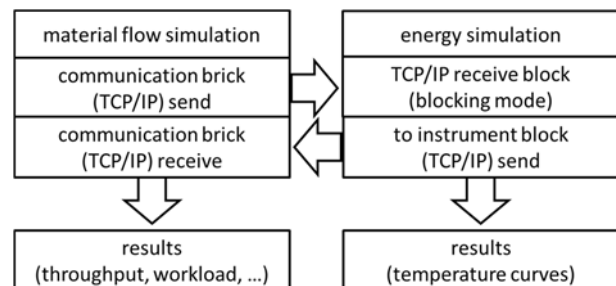 material flow simulation
communication brick
(TCP/IP) send
communication brick
(TCP/IP) receive
results
(throughput, workload, ...)
energy simulation
TCP/IP receive block
(blocking mode)
to instrument block
(TCP/IP) send
results
(temperature curves)